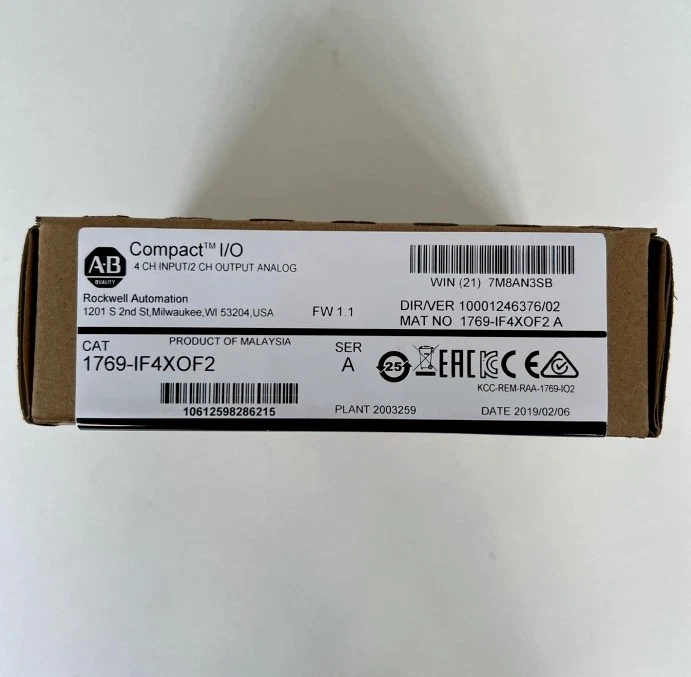 A·B
QUALITY
Compact™ I/O
4 CH INPUT/2 CH OUTPUT ANALOG
Rockwell Automation
1201 S 2nd St,Milwaukee,WI 53204,USA
FW 1.1
WIN (21) 7M8AN3SB
DIR/VER 10001246376/02
MAT NO 1769-IF4XOF2 A
PRODUCT OF MALAYSIA
CAT
1769-IF4XOF2
SER
A
10612598286215
25
EAC
KC
CE
KCC-REM-RAA-1769-IO2
PLANT 2003259
DATE 2019/02/06